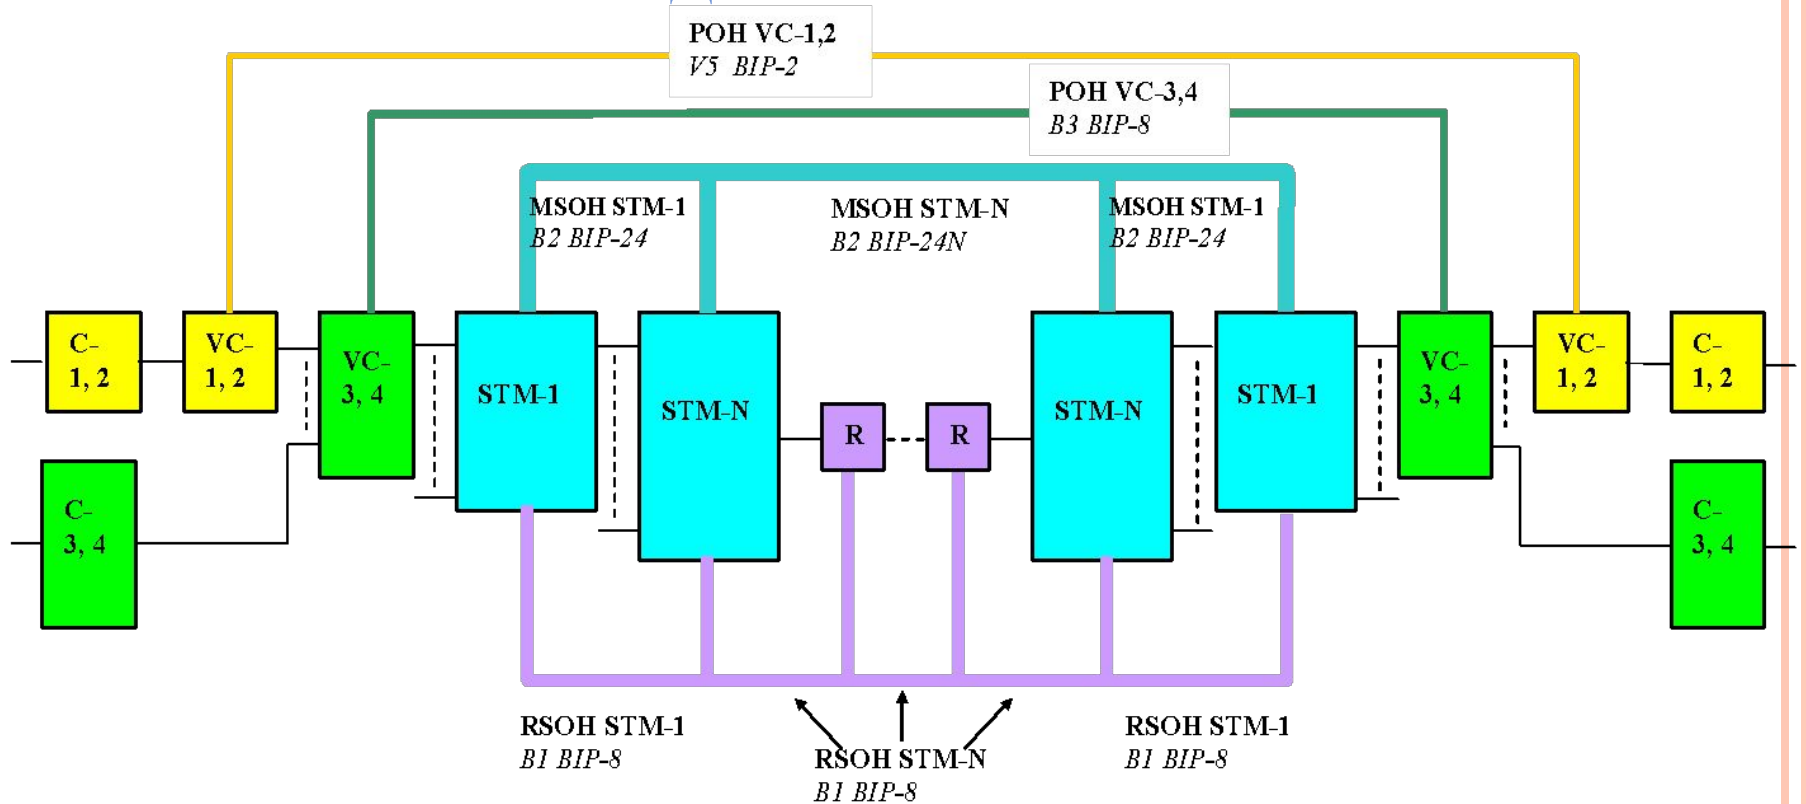 POH VC-1,2
V5 BIP-2
POH VC-3,4
B3 BIP-8
MSOH STM-1
B2 BIP-24
MSOH STM-N
B2 BIP-24N
MSOH STM-1
B2 BIP-24
C-
1, 2
VC-
1, 2
VC-
3, 4
STM-1
STM-N
R
R
STM-N
STM-1
VC-
3, 4
VC-
1, 2
C-
1, 2
C-
3, 4
C-
3, 4
RSOH STM-1
B1 BIP-8
RSOH STM-N
B1 BIP-8
RSOH STM-1
B1 BIP-8